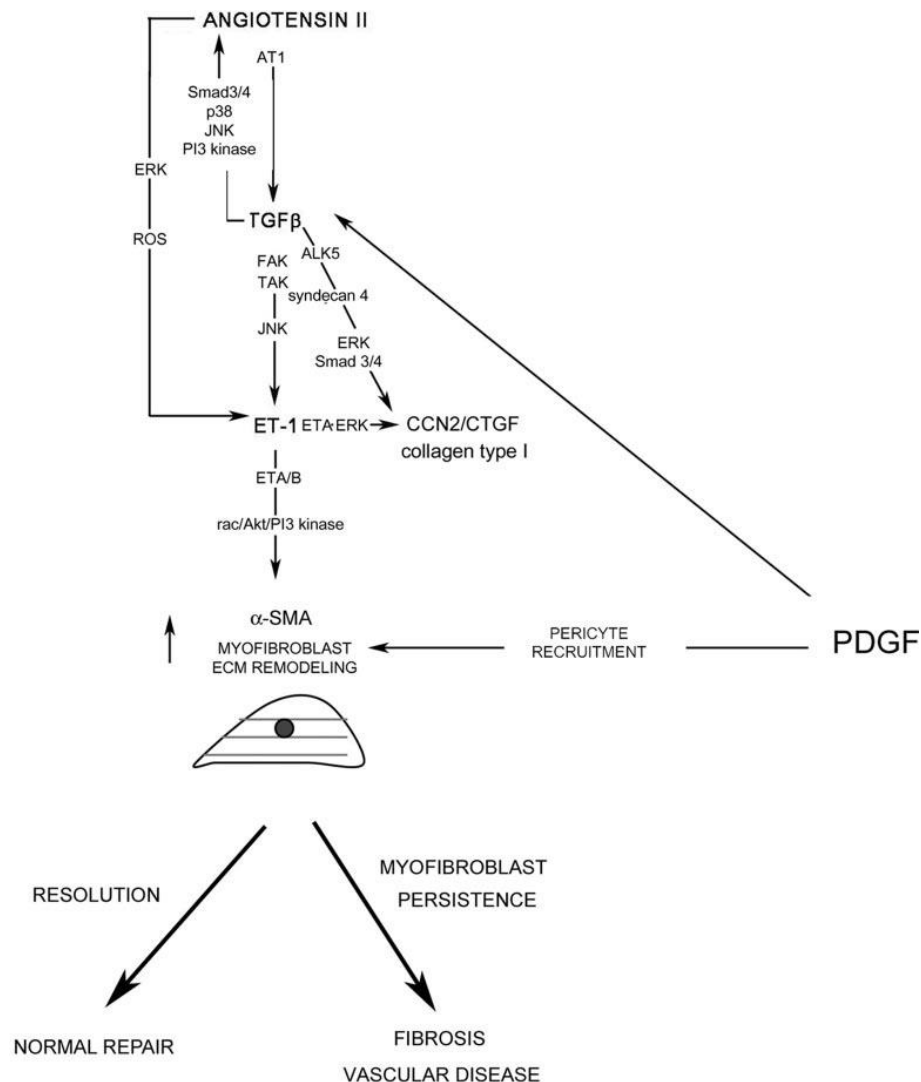 ANGIOTENSIN II
AT1
Smad3/4
p38
JNK
PI3 kinase
ERK
ROS
TGFβ
ALK5
FAK
TAK
syndecan 4
JNK
ERK
Smad 3/4
ET-1 ETA ERK
CCN2/CTGF
collagen type I
ETA/B
rac/Akt/PI3 kinase
α-SMA
MYOFIBROBLAST
ECM REMODELING
PERICYTE
RECRUITMENT
PDGF
RESOLUTION
MYOFIBROBLAST
PERSISTENCE
NORMAL REPAIR
FIBROSIS
VASCULAR DISEASE